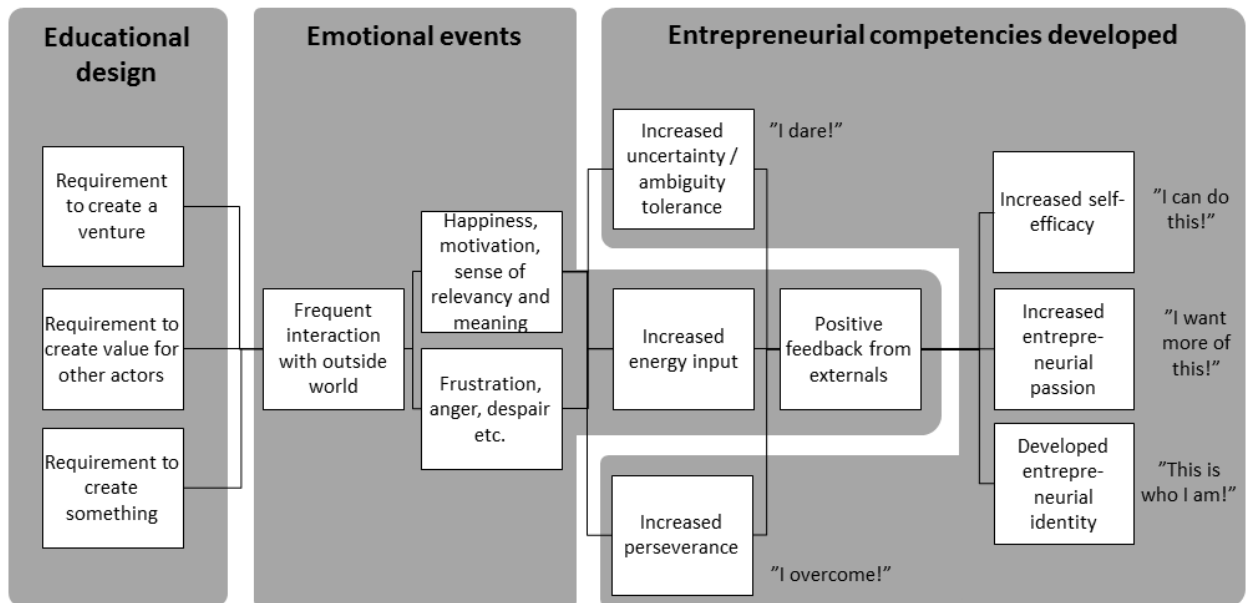 Educational
design
Emotional events
Entrepreneurial competencies developed
Requirement
to create a
venture
Requirement to
create value for
other actors
Requirement to
create
something
Frequent
interaction
with outside
world
Happiness,
motivation,
sense of
relevancy and
meaning
Frustration,
anger, despair
etc.
Increased
uncertainty /
ambiguity
tolerance
”I dare!”
Increased
energy input
Increased
perseverance
”I overcome!”
Positive
feedback from
externals
Increased self-
efficacy
”I can do
this!”
Increased
entrepre-
neurial
passion
”I want
more of
this!”
Developed
entrepre-
neurial
identity
”This is
who I am!”